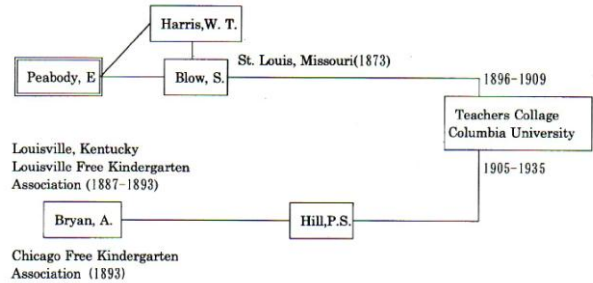 Harris,W. T.
St. Louis, Missouri(1873)
Peabody, E
Blow, S.
1896-1909
Teachers Collage
Columbia University
Louisville, Kentucky
Louisville Free Kindergarten
Association (1887-1893)
1905-1935
Bryan, A.
Hill,P.S.
Chicago Free Kindergarten
Association (1893)